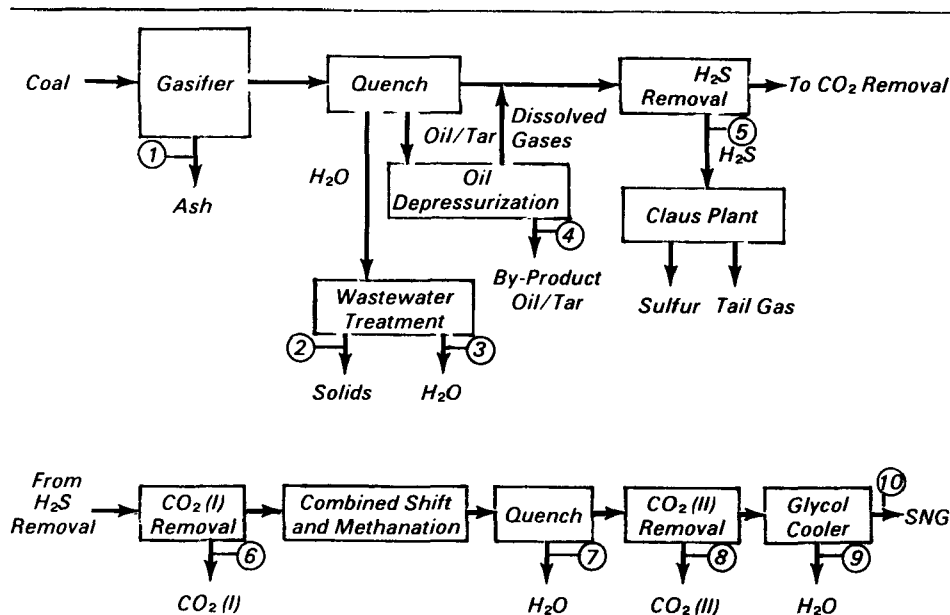 Coal
Gasifier
Quench
H₂S
Removal
To CO₂ Removal
1
Ash
H₂O
Oil/Tar
Dissolved
Gases
5
H₂S
Oil
Depressurization
4
By-Product
Oil/Tar
Claus Plant
Sulfur
Tail Gas
Wastewater
Treatment
2
3
Solids
H₂O
From
H₂S
Removal
CO₂ (I)
Removal
Combined Shift
and Methanation
Quench
CO₂ (II)
Removal
Glycol
Cooler
10
SNG
6
7
8
9
CO₂ (I)
H₂O
CO₂ (II)
H₂O